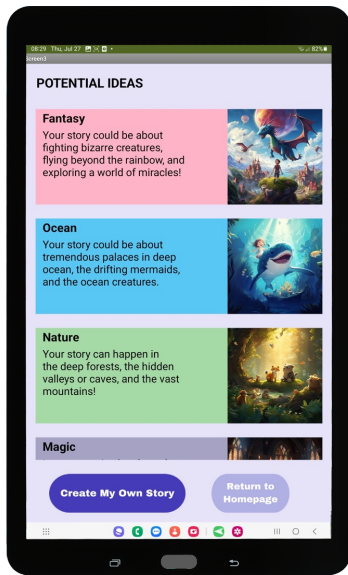 08:29 Thu, Jul 27
82%
Screen3
POTENTIAL IDEAS
Fantasy
Your story could be about
fighting bizarre creatures,
flying beyond the rainbow, and
exploring a world of miracles!
Ocean
Your story could be about
tremendous palaces in deep
ocean, the drifting mermaids,
and the ocean creatures.
Nature
Your story can happen in
the deep forests, the hidden
valleys or caves, and the vast
mountains!
Magic
Create My Own Story
Return to
Homepage